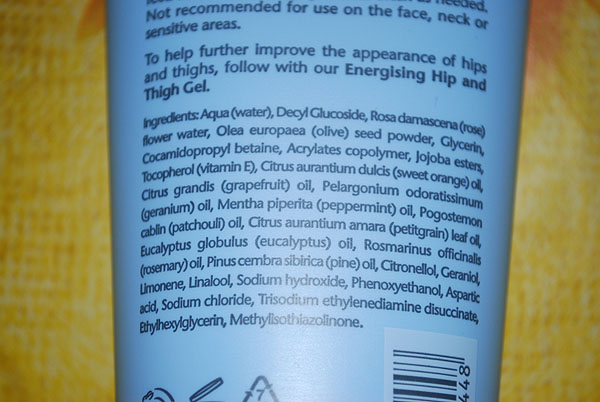 as needed.
Not recommended for use on the face, neck or
sensitive areas.
To help further improve the appearance of hips
and thighs, follow with our Energising Hip and
Thigh Gel.
Ingredients: Aqua (water), Decyl Glucoside, Rosa damascena (rose)
flower water, Olea europaea (olive) seed powder, Glycerin,
Cocamidopropyl betaine, Acrylates copolymer, Jojoba esters,
Tocopherol (vitamin E), Citrus aurantium dulcis (sweet orange) oil,
Citrus grandis (grapefruit) oil, Pelargonium odoratissimum
(geranium) oil, Mentha piperita (peppermint) oil, Pogostemon
cablin (patchouli) oil, Citrus aurantium amara (petitgrain) leaf oil,
Eucalyptus globulus (eucalyptus) oil, Rosmarinus officinalis
(rosemary) oil, Pinus cembra sibirica (pine) oil, Citronellol, Geraniol,
Limonene, Linalool, Sodium hydroxide, Phenoxyethanol, Aspartic
acid, Sodium chloride, Trisodium ethylenediamine disuccinate,
Ethylhexylglycerin, Methylisothiazolinone.
7
448